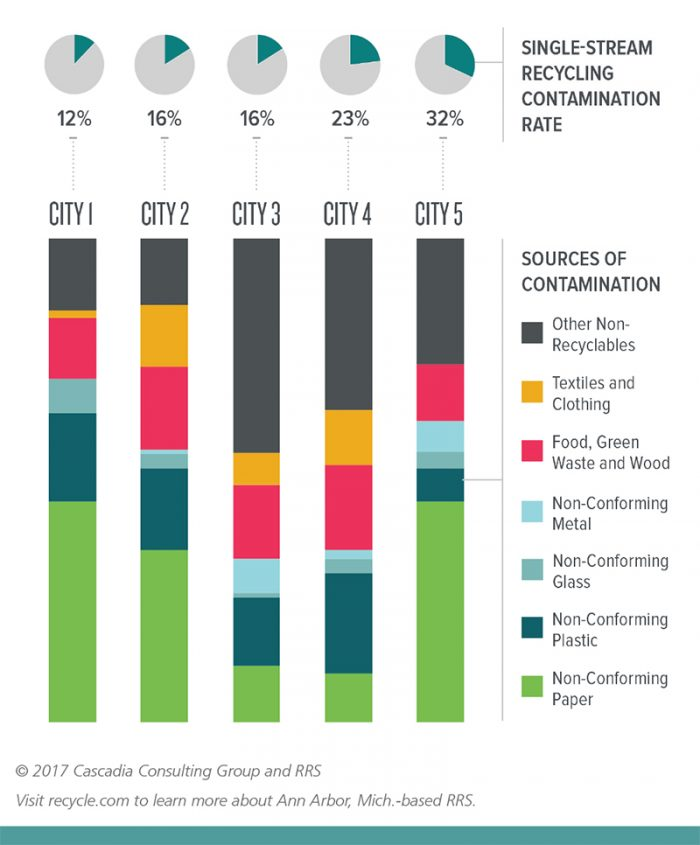 12%
16%
16%
23%
32%
SINGLE-STREAM
RECYCLING
CONTAMINATION
RATE
CITY 1
CITY 2
CITY 3
CITY 4
CITY 5
SOURCES OF
CONTAMINATION
Other Non-
Recyclables
Textiles and
Clothing
Food, Green
Waste and Wood
Non-Conforming
Metal
Non-Conforming
Glass
Non-Conforming
Plastic
Non-Conforming
Paper
© 2017 Cascadia Consulting Group and RRS
Visit recycle.com to learn more about Ann Arbor, Mich.-based RRS.